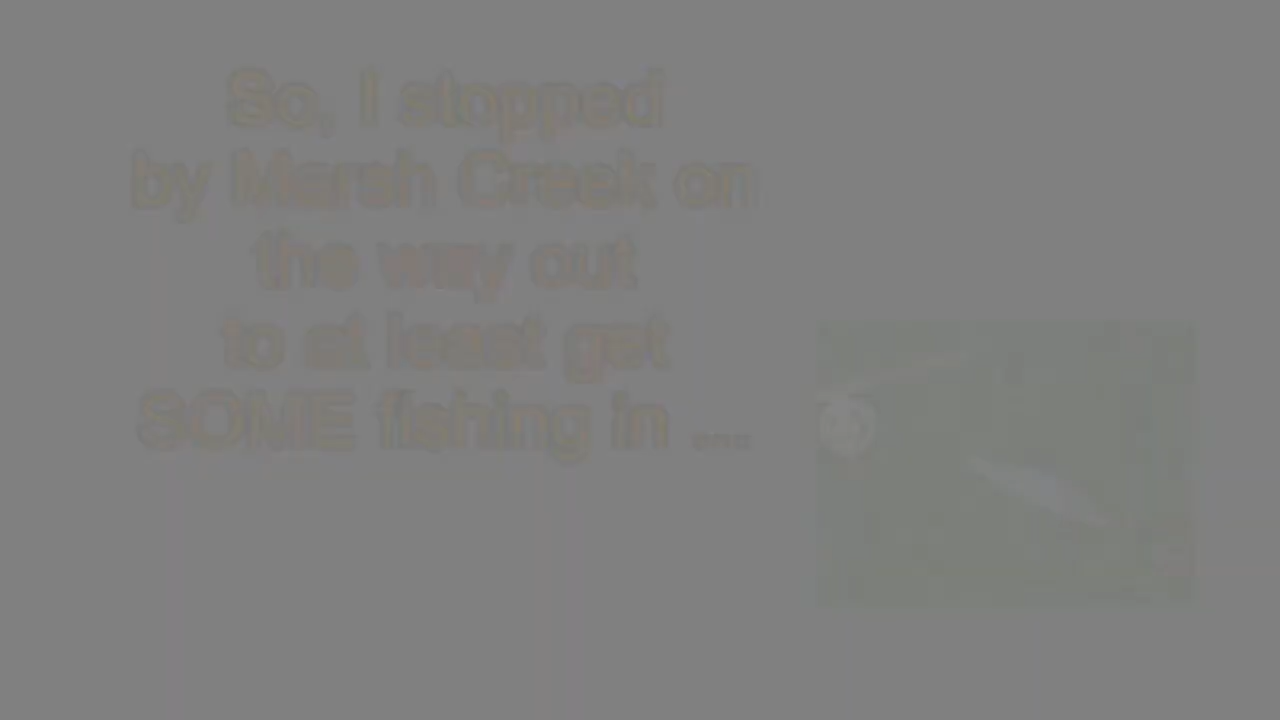 So, I stopped
by Marsh Creek on
the way out
to at least get
SOME fishing in ...